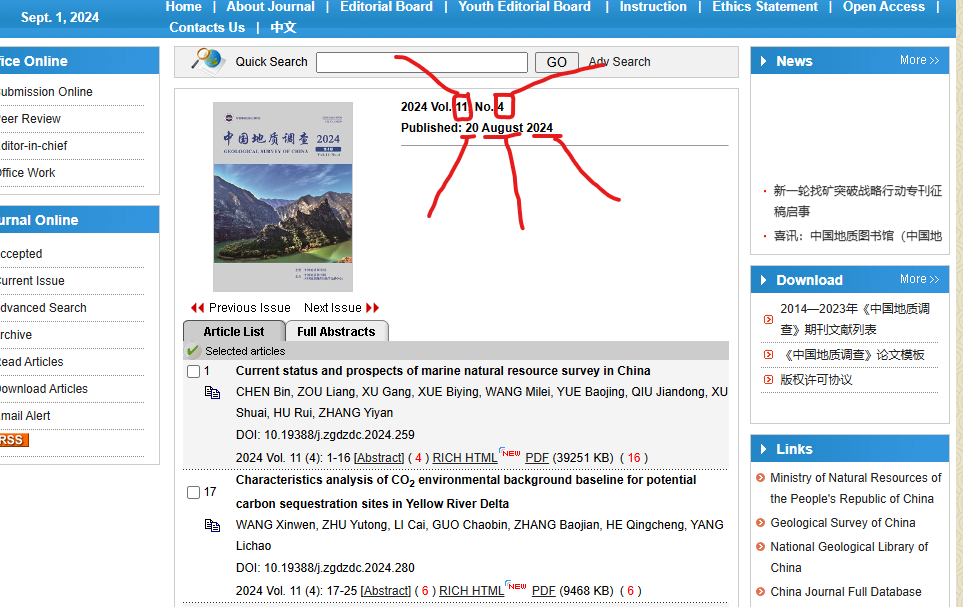 Sept. 1, 2024
Home | About Journal | Editorial Board | Youth Editorial Board | Instruction | Ethics Statement | Open Access |
Contacts Us | 中文
fice Online
ubmission Online
eer Review
ditor-in-chief
ffice Work
urnal Online
ccepted
urrent Issue
dvanced Search
rchive
ead Articles
ownload Articles
mail Alert
RSS
Quick Search GO Adv Search
2024 Vol. 11, No. 4
Published: 20 August 2024
中国地质调查 2024
GEOLOGICAL SURVEY OF CHINA
Previous Issue Next Issue
Article List Full Abstracts
Selected articles
1 Current status and prospects of marine natural resource survey in China
CHEN Bin, ZOU Liang, XU Gang, XUE Biying, WANG Milei, YUE Baojing, QIU Jiandong, XU
Shuai, HU Rui, ZHANG Yiyan
DOI: 10.19388/j.zgdzdc.2024.259
2024 Vol. 11 (4): 1-16 [Abstract] ( 4 ) RICH HTML NEW PDF (39251 KB) ( 16 )
17 Characteristics analysis of CO2 environmental background baseline for potential
carbon sequestration sites in Yellow River Delta
WANG Xinwen, ZHU Yutong, LI Cai, GUO Chaobin, ZHANG Baojian, HE Qingcheng, YANG
Lichao
DOI: 10.19388/j.zgdzdc.2024.280
2024 Vol. 11 (4): 17-25 [Abstract] ( 6 ) RICH HTML NEW PDF (9468 KB) ( 6 )
News More >>
新一轮找矿突破战略行动专刊征
稿启事
喜讯：中国地质图书馆（中国地
Download More >>
2014—2023年《中国地质调
查》期刊文献列表
《中国地质调查》论文模板
版权许可协议
Links
Ministry of Natural Resources of
the People's Republic of China
Geological Survey of China
National Geological Library of
China
China Journal Full Database